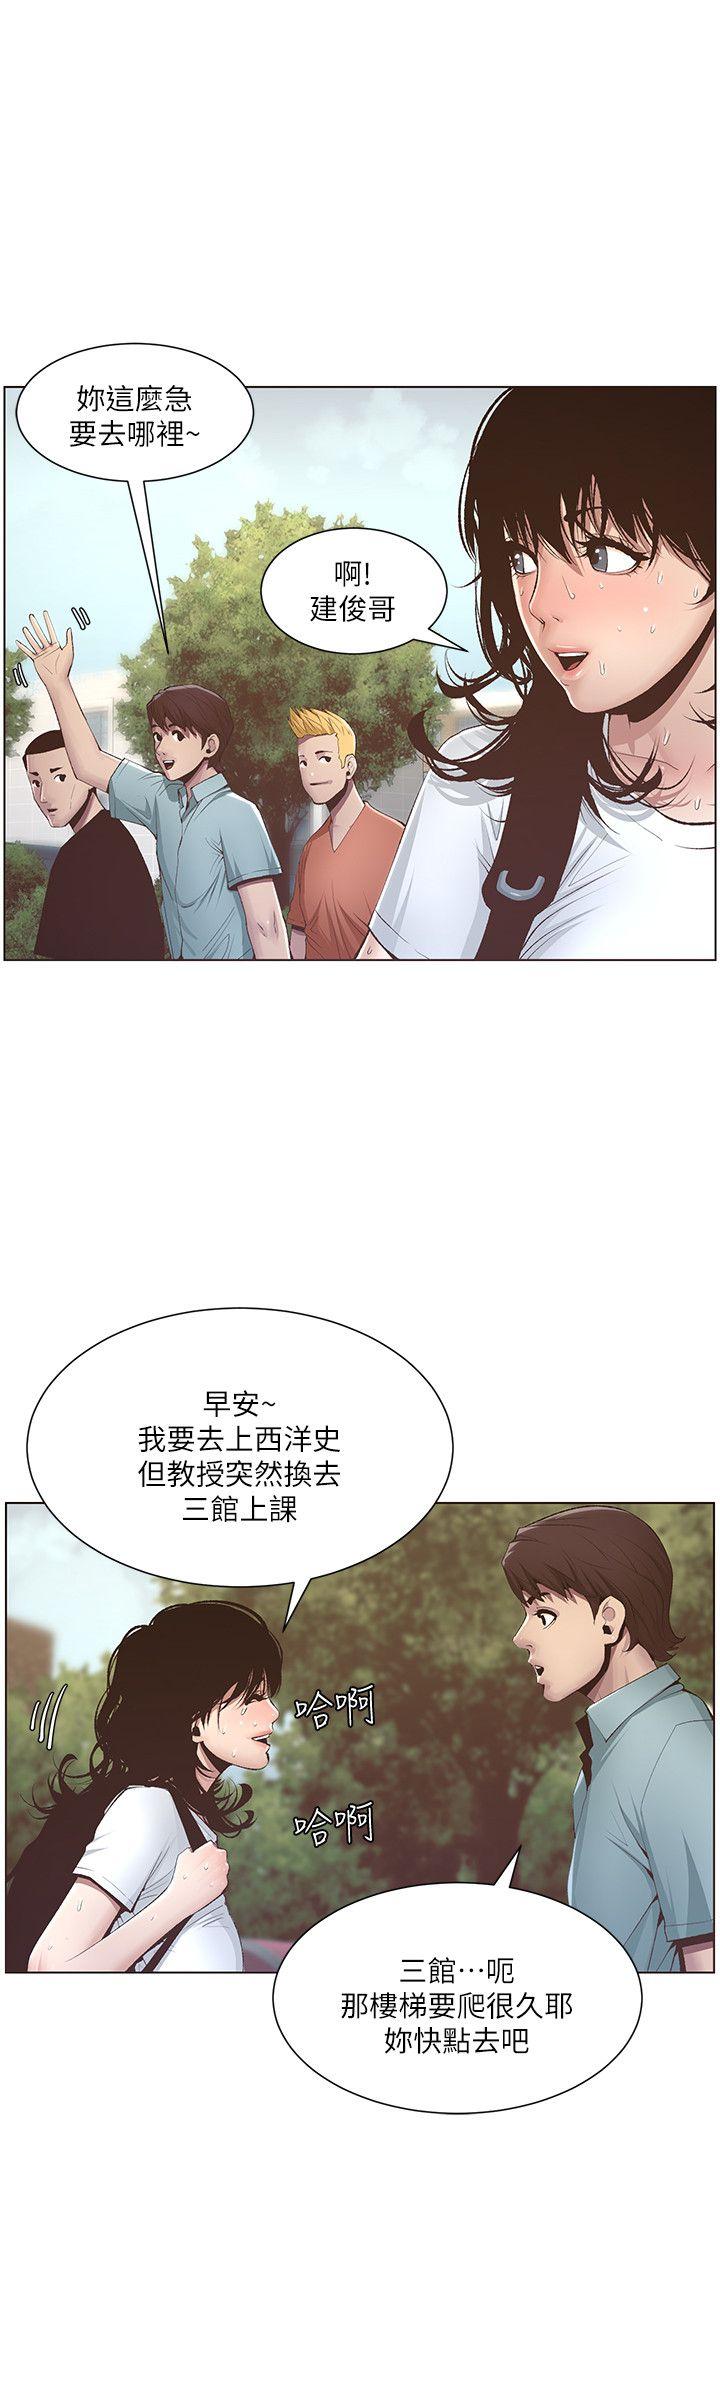 妳這麼急
要去哪裡~
啊!
建俊哥
早安~
我要去上西洋史
但教授突然換去
三館上課
哈啊
哈啊
三館⋯呃
那樓梯要爬很久耶
妳快點去吧